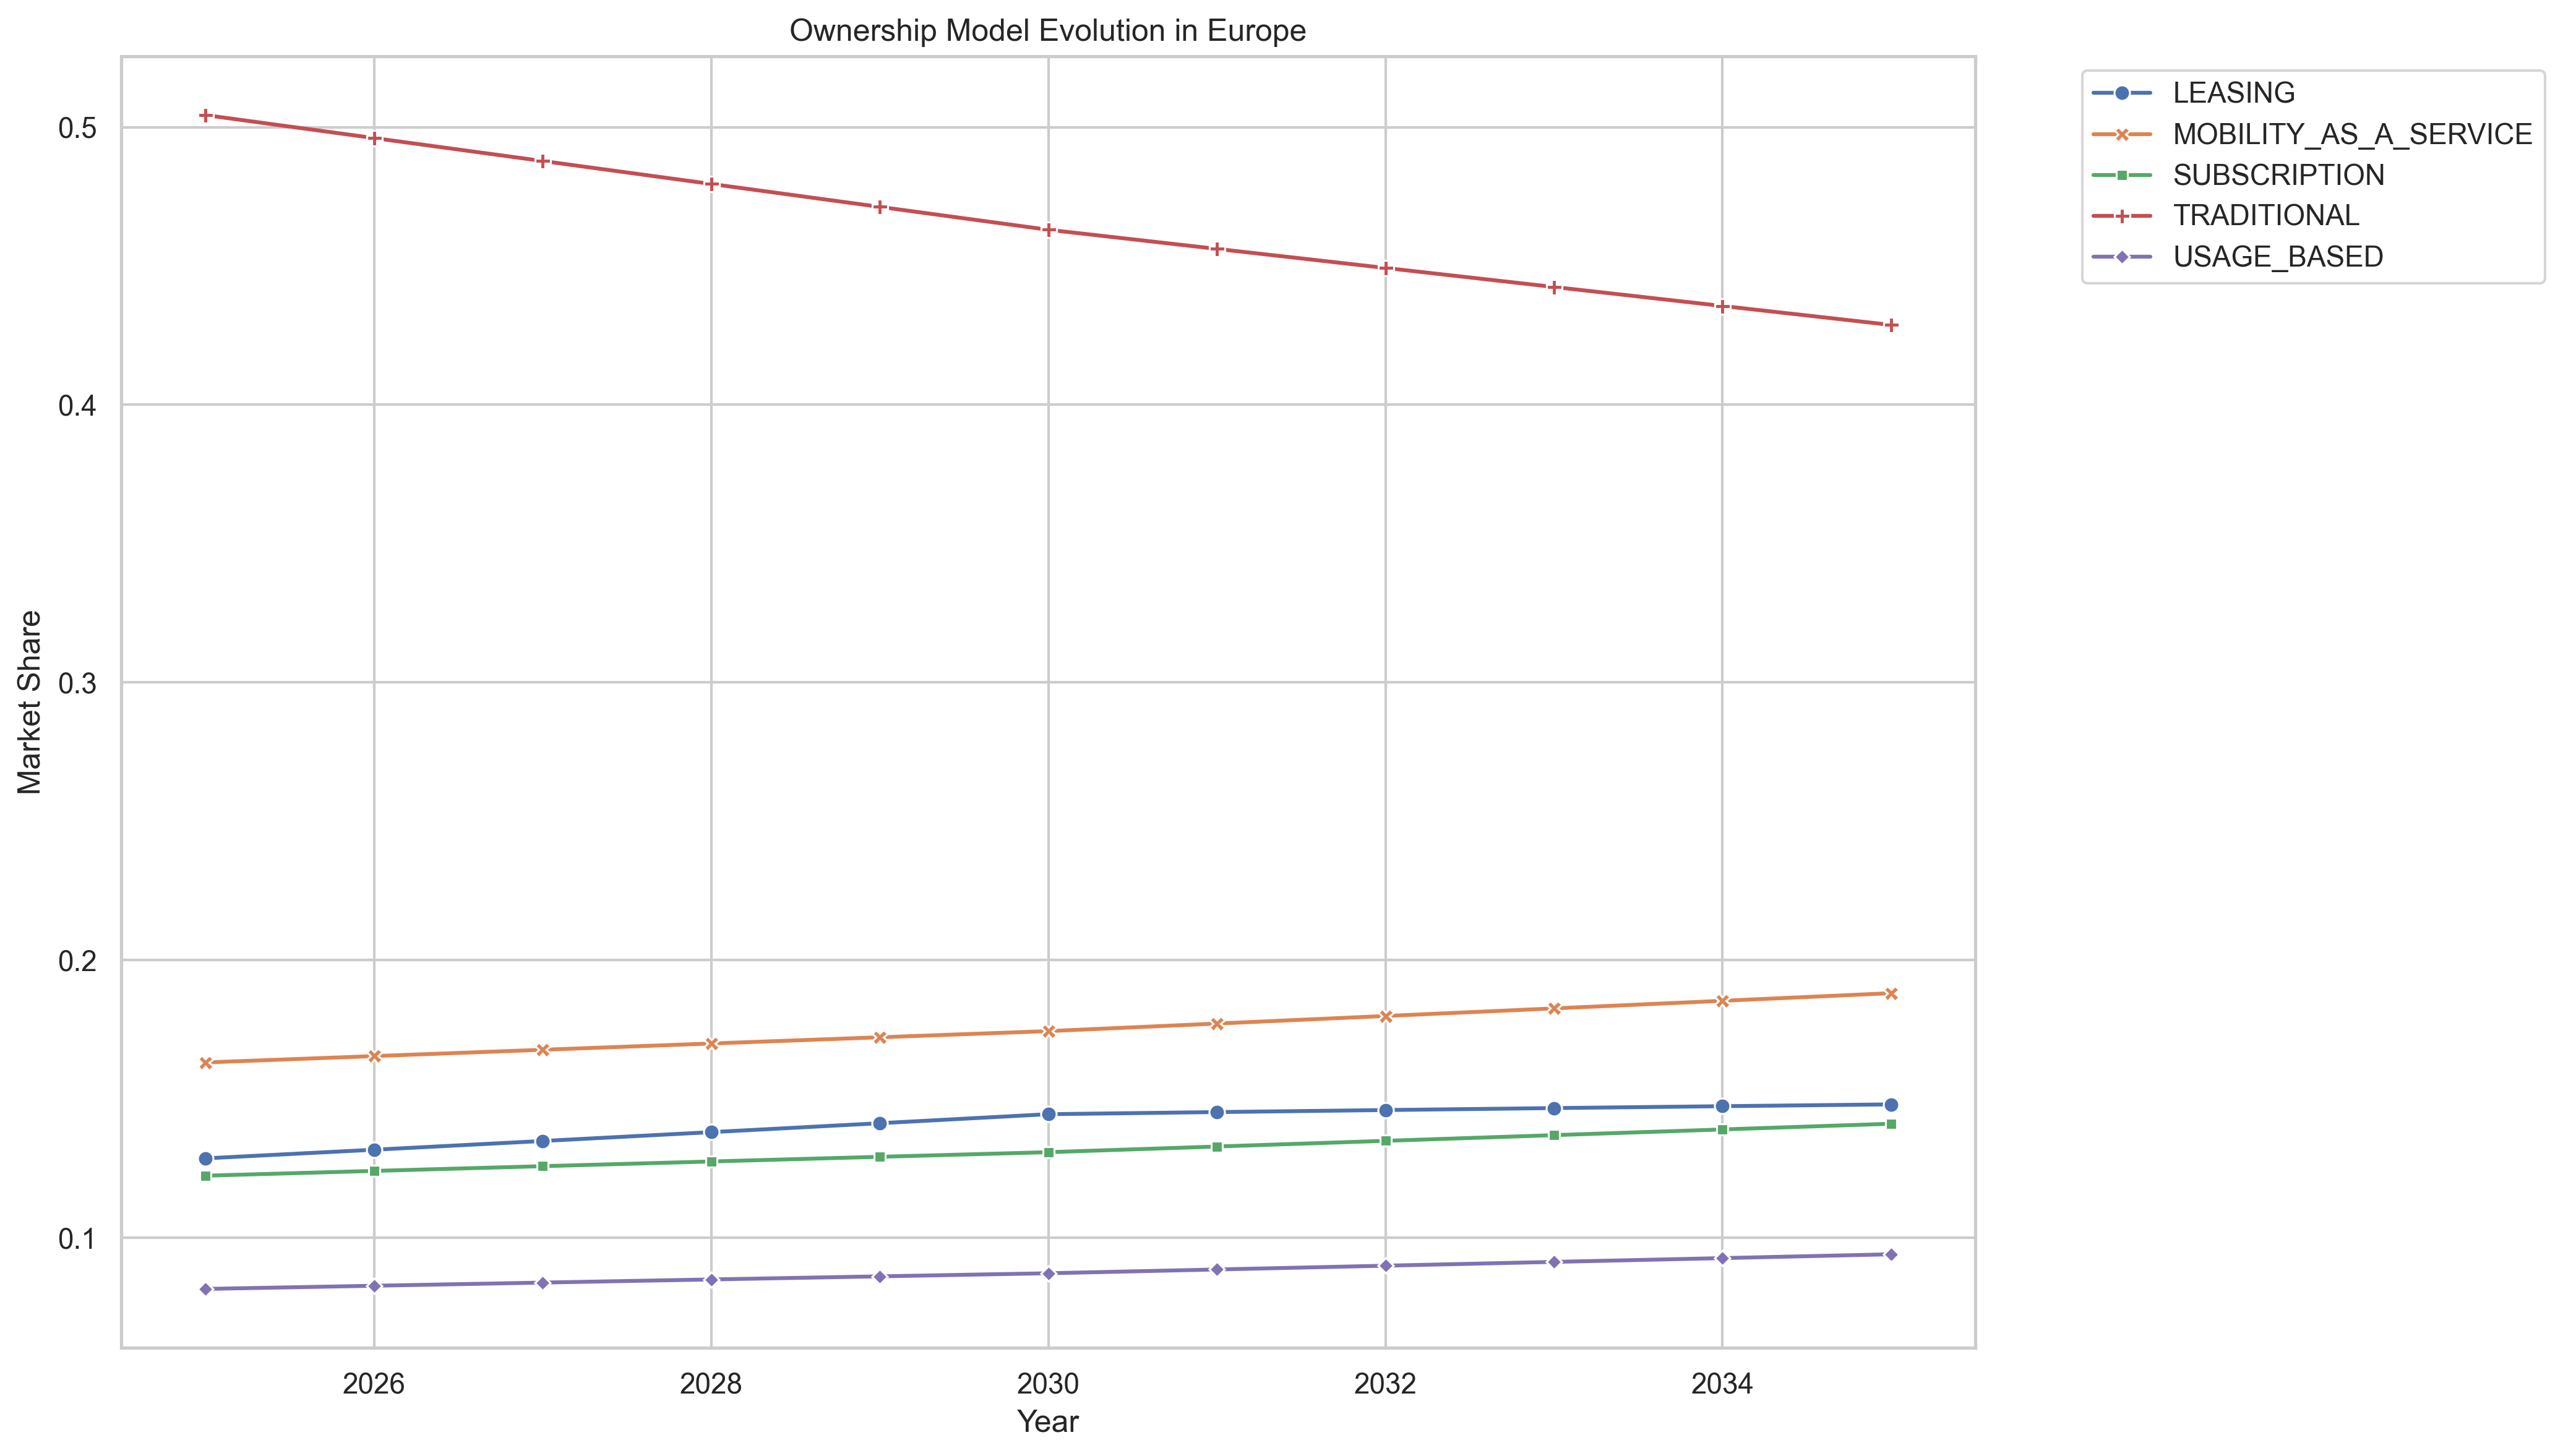 Ownership Model Evolution in Europe
LEASING
MOBILITY_AS_A_SERVICE
SUBSCRIPTION
TRADITIONAL
USAGE_BASED
Market Share
0.5
0.4
0.3
0.2
0.1
2026 2028 2030 2032 2034
Year